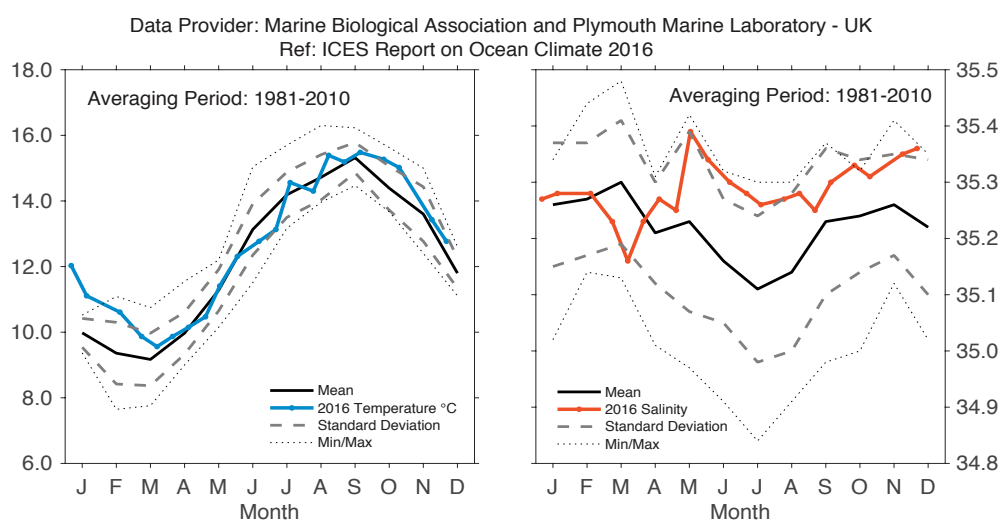 Data Provider: Marine Biological Association and Plymouth Marine Laboratory - UK
Ref: ICES Report on Ocean Climate 2016
18.0
16.0
14.0
12.0
10.0
8.0
6.0
Averaging Period: 1981-2010
Mean
2016 Temperature °C
Standard Deviation
Min/Max
J F M A M J J A S O N D
Month
Averaging Period: 1981-2010
35.5
35.4
35.3
35.2
35.1
35.0
34.9
34.8
Mean
2016 Salinity
Standard Deviation
Min/Max
J F M A M J J A S O N D
Month